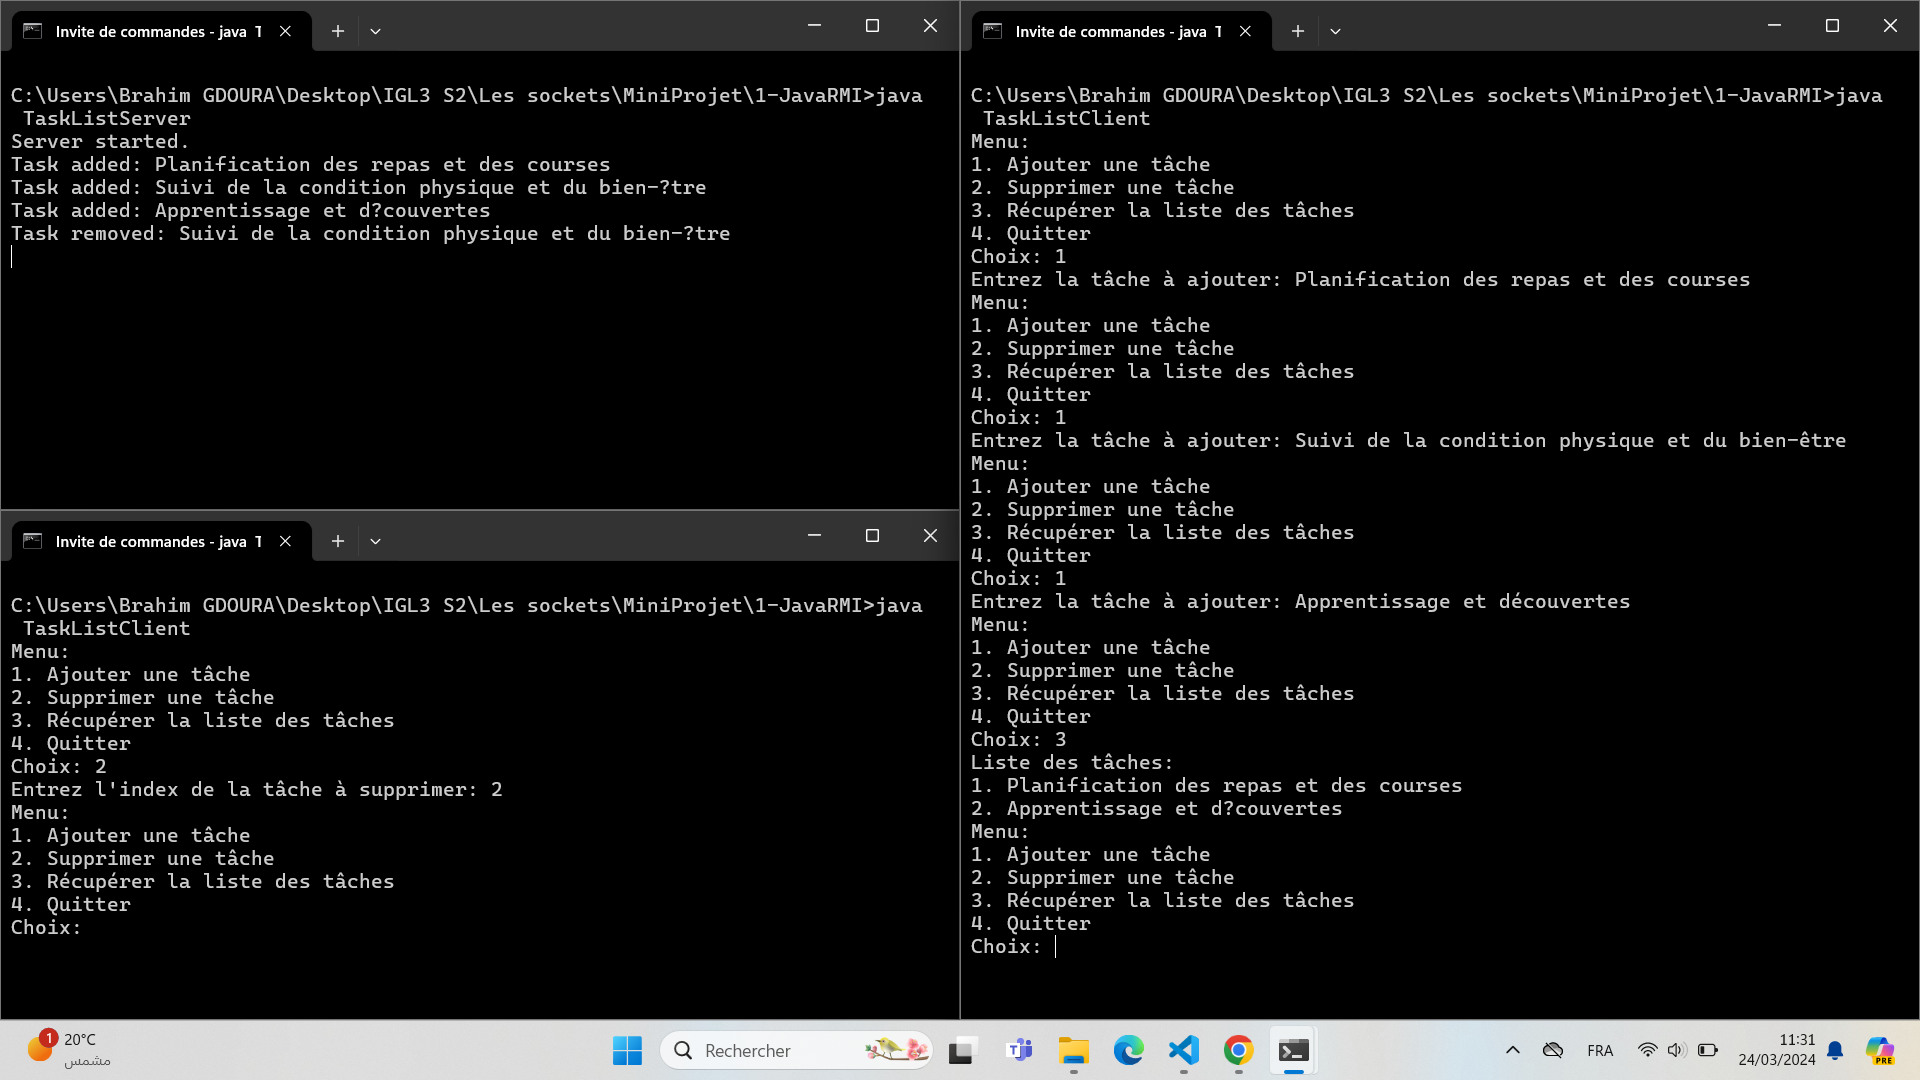 Invite de commandes - java T
C:\Users\Brahim GDOURA\Desktop\IGL3 S2\Les sockets\MiniProjet\1-JavaRMI>java
TaskListServer
Server started.
Task added: Planification des repas et des courses
Task added: Suivi de la condition physique et du bien-?tre
Task added: Apprentissage et d?couvertes
Task removed: Suivi de la condition physique et du bien-?tre
Invite de commandes - java T
C:\Users\Brahim GDOURA\Desktop\IGL3 S2\Les sockets\MiniProjet\1-JavaRMI>java
TaskListClient
Menu:
1. Ajouter une tâche
2. Supprimer une tâche
3. Récupérer la liste des tâches
4. Quitter
Choix: 2
Entrez l'index de la tâche à supprimer: 2
Menu:
1. Ajouter une tâche
2. Supprimer une tâche
3. Récupérer la liste des tâches
4. Quitter
Choix:
Invite de commandes - java T
C:\Users\Brahim GDOURA\Desktop\IGL3 S2\Les sockets\MiniProjet\1-JavaRMI>java
TaskListClient
Menu:
1. Ajouter une tâche
2. Supprimer une tâche
3. Récupérer la liste des tâches
4. Quitter
Choix: 1
Entrez la tâche à ajouter: Planification des repas et des courses
Menu:
1. Ajouter une tâche
2. Supprimer une tâche
3. Récupérer la liste des tâches
4. Quitter
Choix: 1
Entrez la tâche à ajouter: Suivi de la condition physique et du bien-être
Menu:
1. Ajouter une tâche
2. Supprimer une tâche
3. Récupérer la liste des tâches
4. Quitter
Choix: 1
Entrez la tâche à ajouter: Apprentissage et découvertes
Menu:
1. Ajouter une tâche
2. Supprimer une tâche
3. Récupérer la liste des tâches
4. Quitter
Choix: 3
Liste des tâches:
1. Planification des repas et des courses
2. Apprentissage et d?couvertes
Menu:
1. Ajouter une tâche
2. Supprimer une tâche
3. Récupérer la liste des tâches
4. Quitter
Choix:
1
20°C
مشمس
Rechercher
FRA
11:31
24/03/2024
PRE